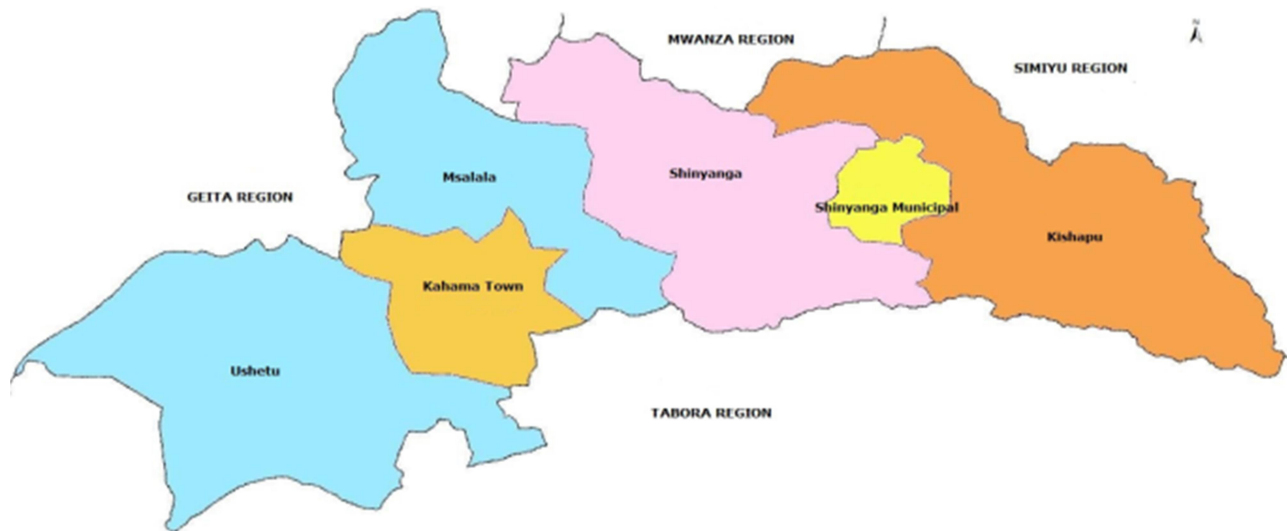 N
MWANZA REGION
SIMIYU REGION
Msalala
Shinyanga
GEITA REGION
Shinyanga Municipal
Kishapu
Kahama Town
Ushetu
TABORA REGION